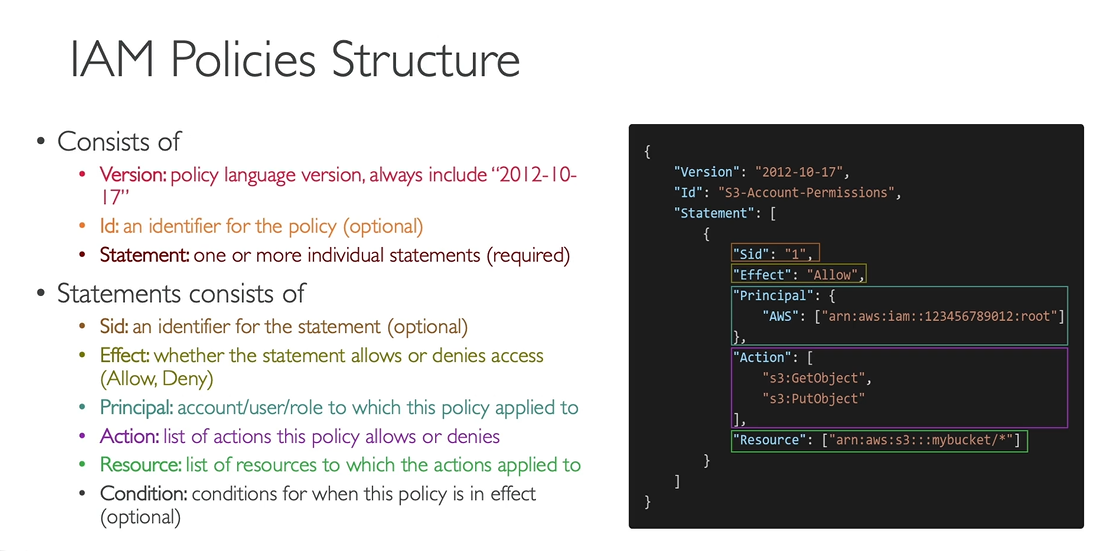 IAM Policies Structure
• Consists of
• Version: policy language version, always include “2012-10-
17”
• Id: an identifier for the policy (optional)
• Statement: one or more individual statements (required)
• Statements consists of
• Sid: an identifier for the statement (optional)
• Effect: whether the statement allows or denies access
(Allow, Deny)
• Principal: account/user/role to which this policy applied to
• Action: list of actions this policy allows or denies
• Resource: list of resources to which the actions applied to
• Condition: conditions for when this policy is in effect
(optional)
{
"Version": "2012-10-17",
"Id": "S3-Account-Permissions",
"Statement": [
{
"Sid": "1",
"Effect": "Allow",
"Principal": {
"AWS": ["arn:aws:iam::123456789012:root"]
},
"Action": [
"s3:GetObject",
"s3:PutObject"
],
"Resource": ["arn:aws:s3:::mybucket/*"]
}
]
}